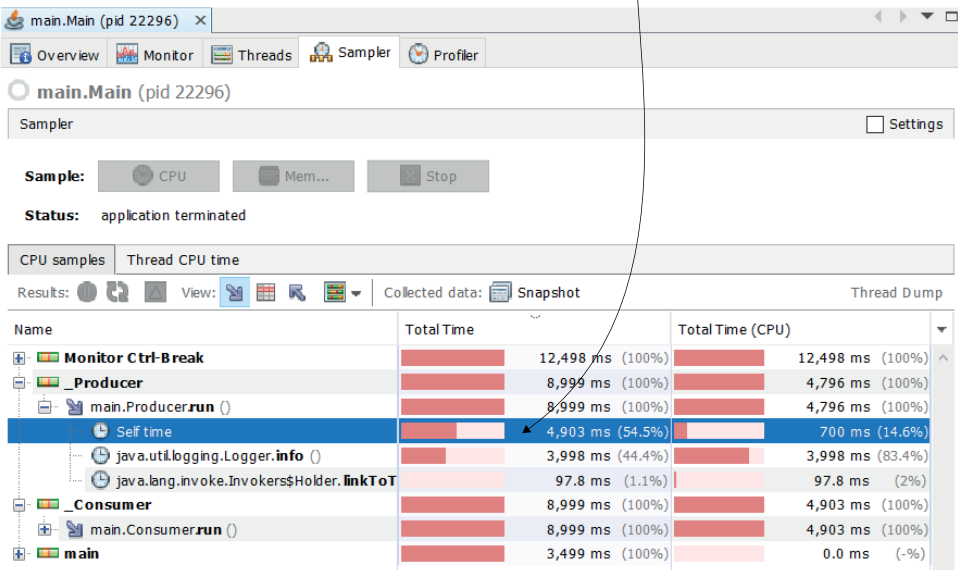 main.Main (pid 22296) ×
Overview Monitor Threads Sampler Profiler
main.Main (pid 22296)
Sampler Settings
Sample: CPU Mem... Stop
Status: application terminated
CPU samples Thread CPU time
Results: View: Collected data: Snapshot Thread Dump
Name Total Time Total Time (CPU)
Monitor Ctrl-Break 12,498 ms (100%) 12,498 ms (100%)
_Producer 8,999 ms (100%) 4,796 ms (100%)
main.Producer.run () 8,999 ms (100%) 4,796 ms (100%)
Self time 4,903 ms (54.5%) 700 ms (14.6%)
java.util.logging.Logger.info () 3,998 ms (44.4%) 3,998 ms (83.4%)
java.lang.invoke.Invokers$Holder.linkToT 97.8 ms (1.1%) 97.8 ms (2%)
_Consumer 8,999 ms (100%) 4,903 ms (100%)
main.Consumer.run () 8,999 ms (100%) 4,903 ms (100%)
main 3,499 ms (100%) 0.0 ms (-%)